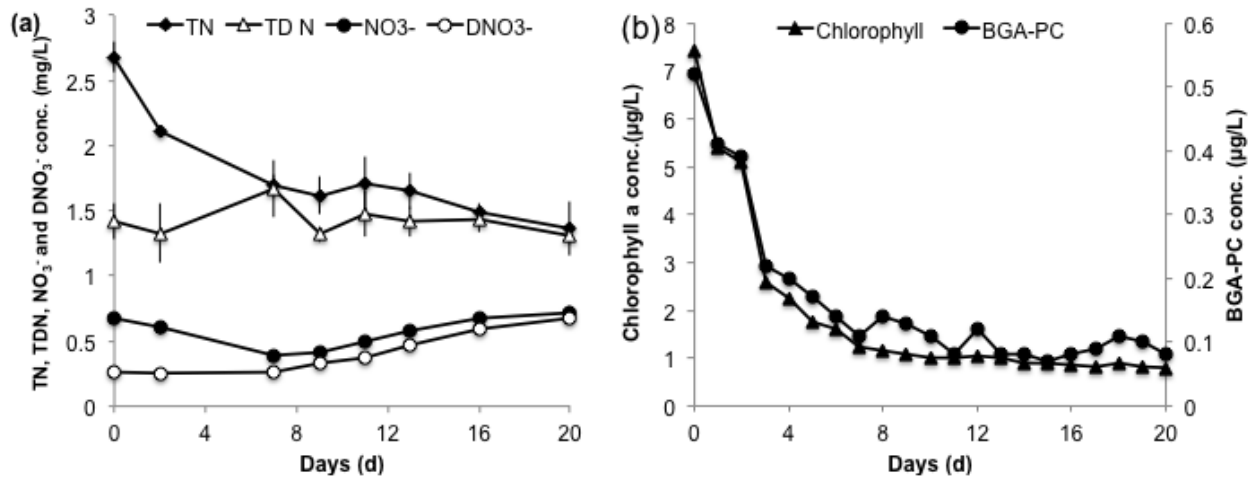 (a)
TN TD N NO3- DNO3-
TN, TDN, NO₃⁻ and DNO₃⁻ conc. (mg/L)
3
2.5
2
1.5
1
0.5
0
0 4 8 12 16 20
Days (d)
(b)
Chlorophyll BGA-PC
Chlorophyll a conc.(µg/L)
8
7
6
5
4
3
2
1
0
0 4 8 12 16 20
Days (d)
0.6
0.5
0.4
0.3
0.2
0.1
0
BGA-PC conc. (µg/L)